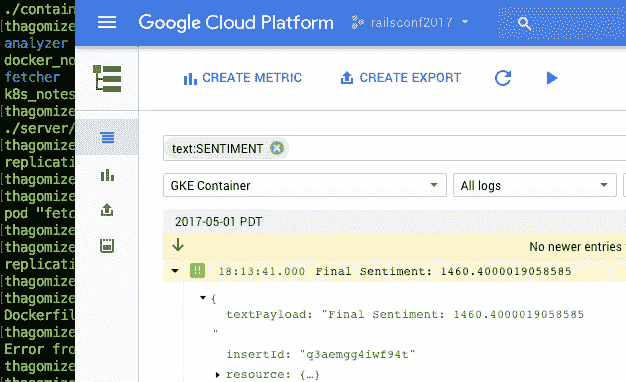 ./contain
thagomize
analyzer
thagomize
docker_no
fetcher
k8s_notes
[thagomize
./server/
[thagomize
replicati
[thagomize
pod "fetc
[thagomize
[thagomize
replicati
[thagomize
Dockerfil
[thagomize
Error fro
thagomize
[thagomize
Google Cloud Platform
railsconf2017
CREATE METRIC
CREATE EXPORT
text:SENTIMENT
GKE Container
All logs
2017-05-01 PDT
No newer entries
!! 18:13:41.000 Final Sentiment: 1460.4000019058585
{
textPayload: "Final Sentiment: 1460.4000019058585
"
insertId: "g3aemgg4iwf94t"
resource: {…}